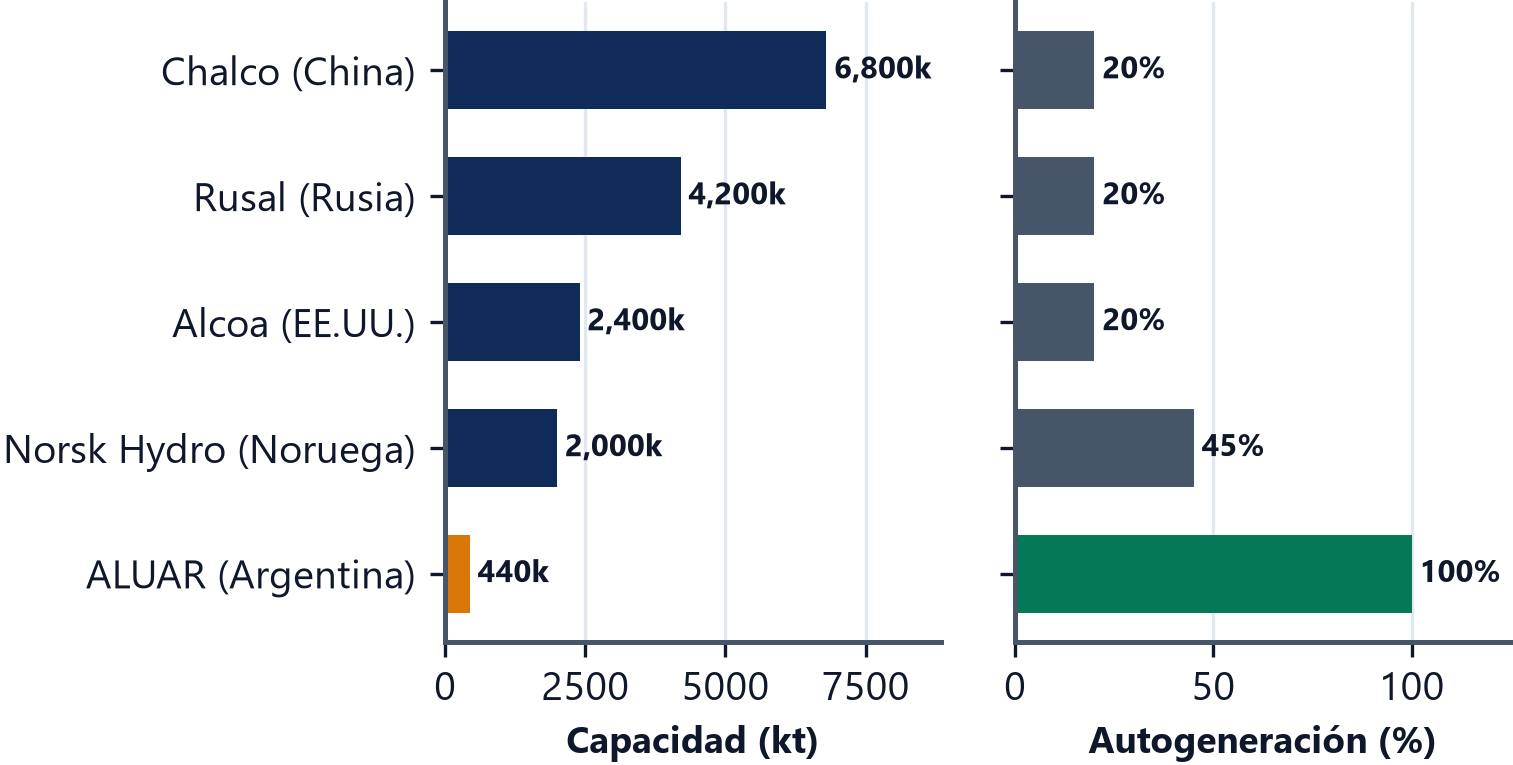 Chalco (China) 6,800k 20%
Rusal (Rusia) 4,200k 20%
Alcoa (EE.UU.) 2,400k 20%
Norsk Hydro (Noruega) 2,000k 45%
ALUAR (Argentina) 440k 100%
0 2500 5000 7500 0 50 100
Capacidad (kt) Autogeneración (%)